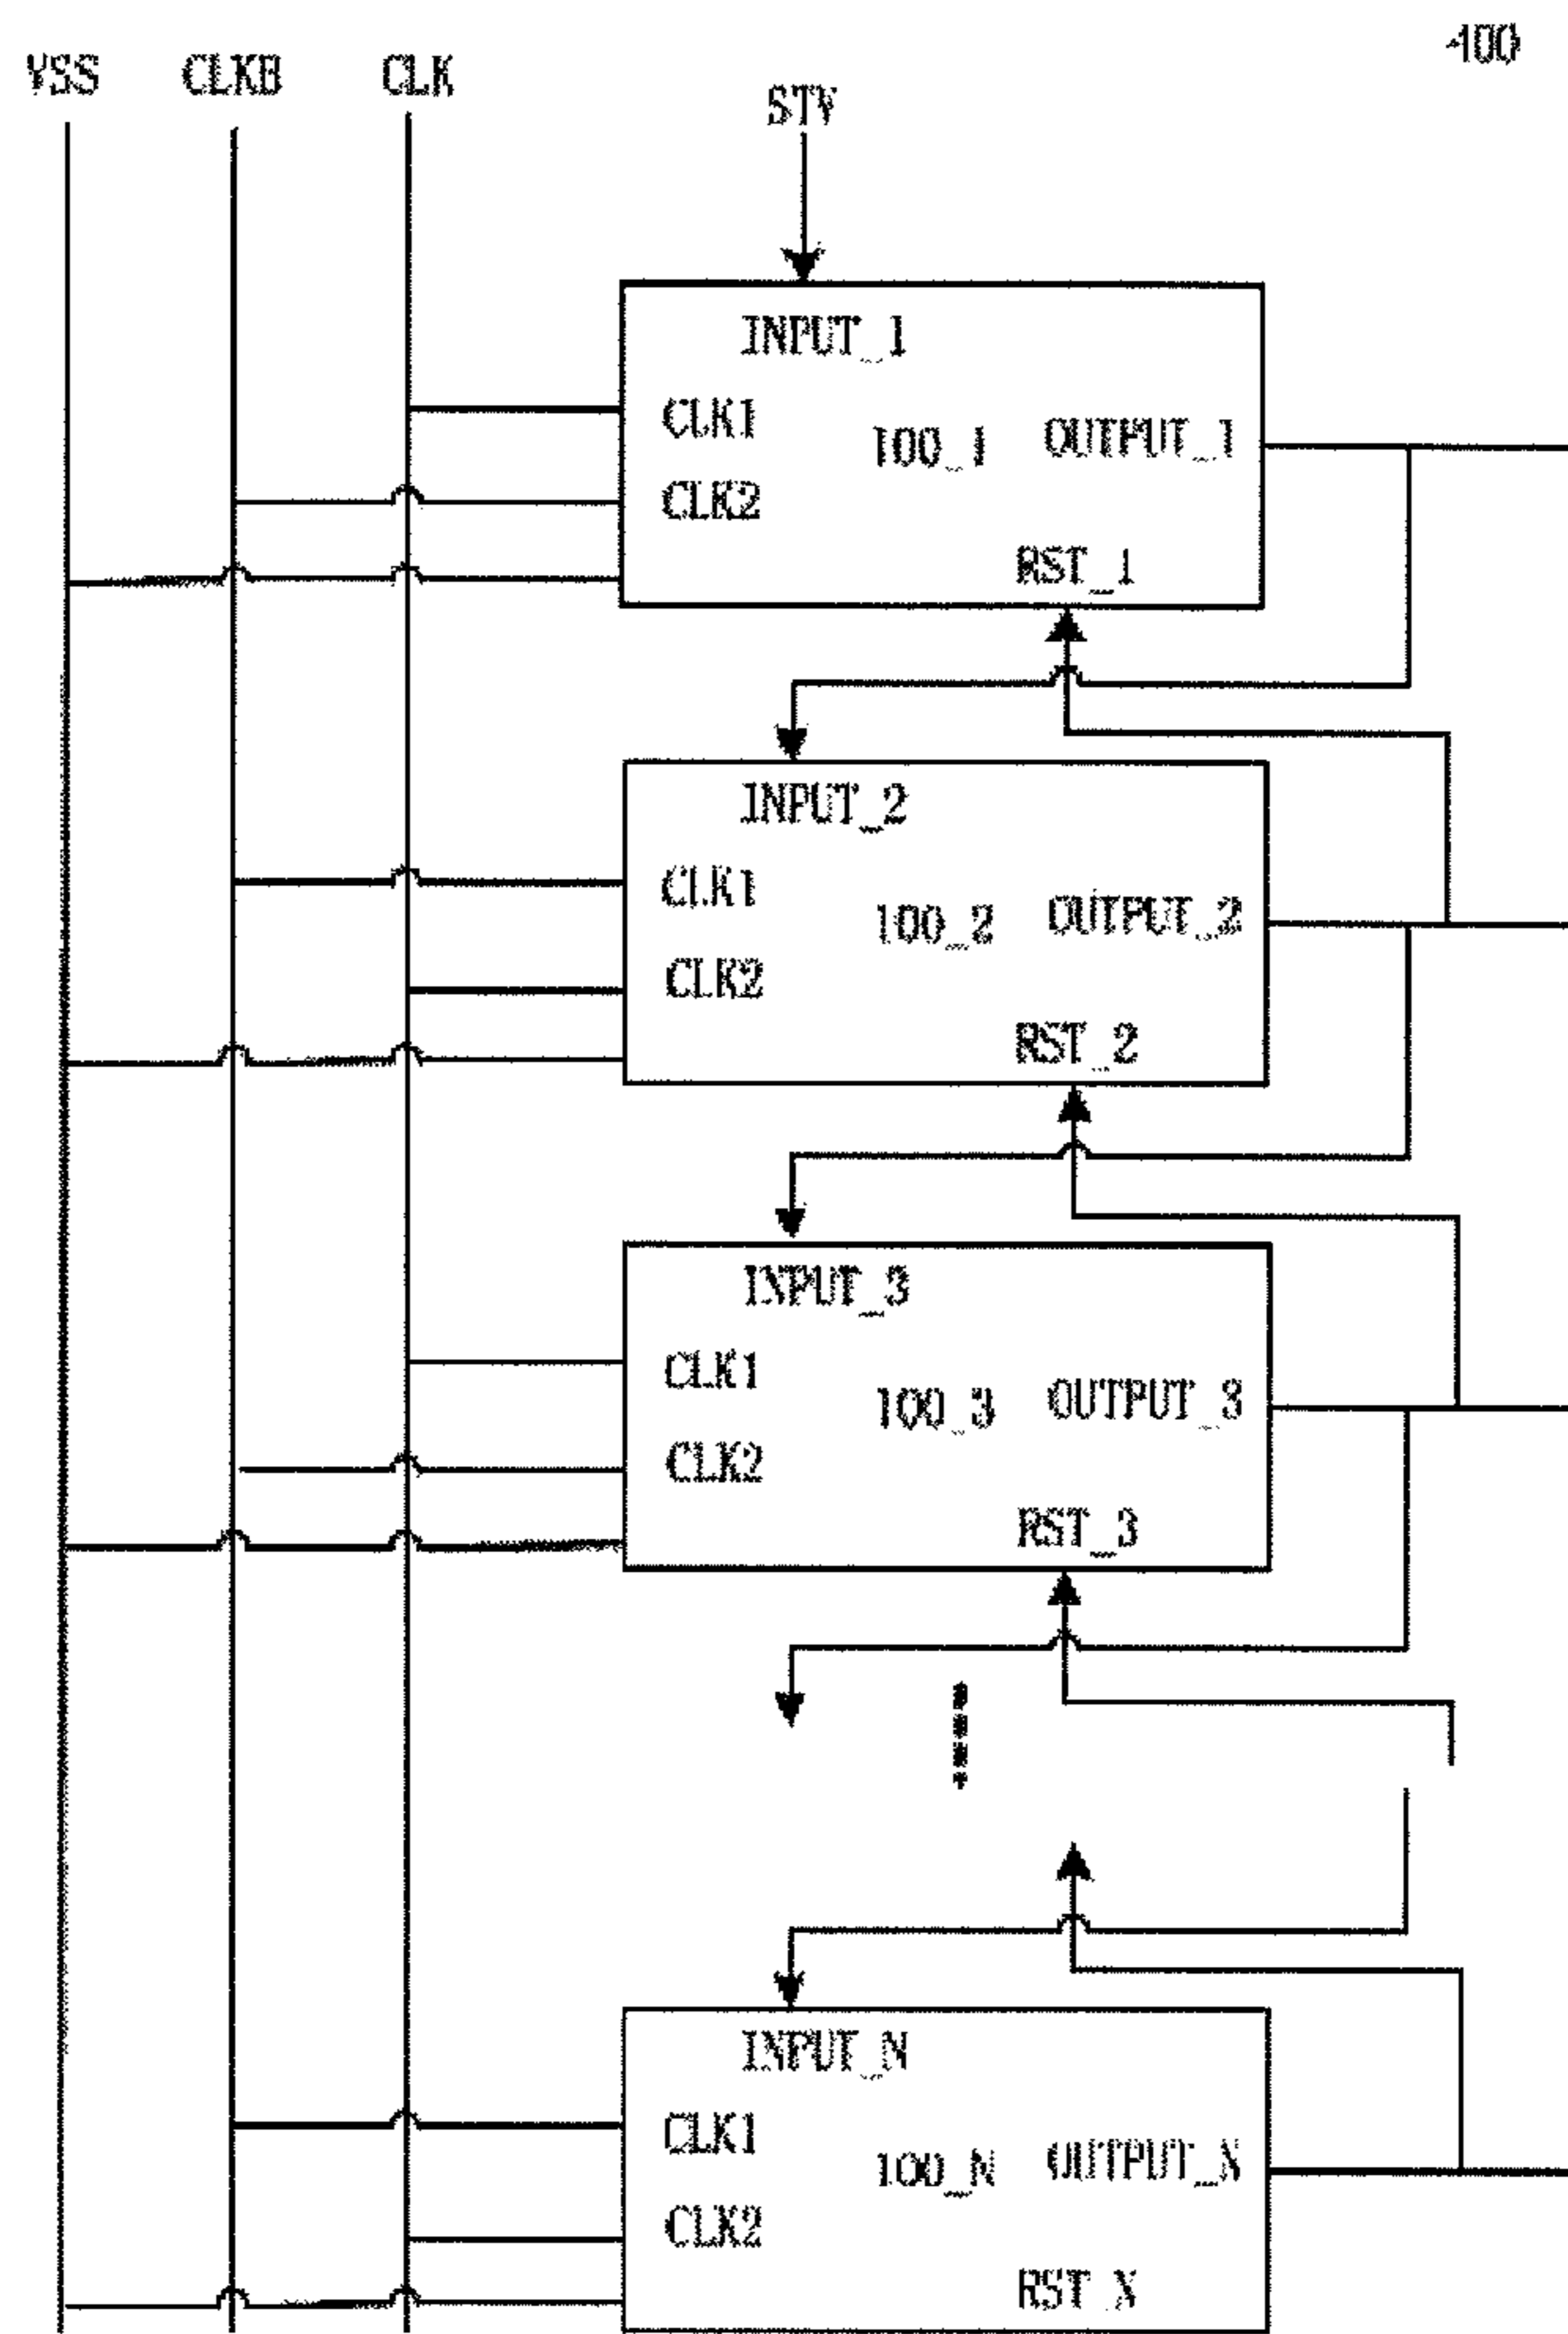 400
VSS CLKB CLK
STV
INPUT_1
CLK1
100_1 OUTPUT_1
CLK2
RST_1
INPUT_2
CLK1
100_2 OUTPUT_2
CLK2
RST_2
INPUT_3
CLK1
100_3 OUTPUT_3
CLK2
RST_3
INPUT_N
CLK1
100_N OUTPUT_N
CLK2
RST_N